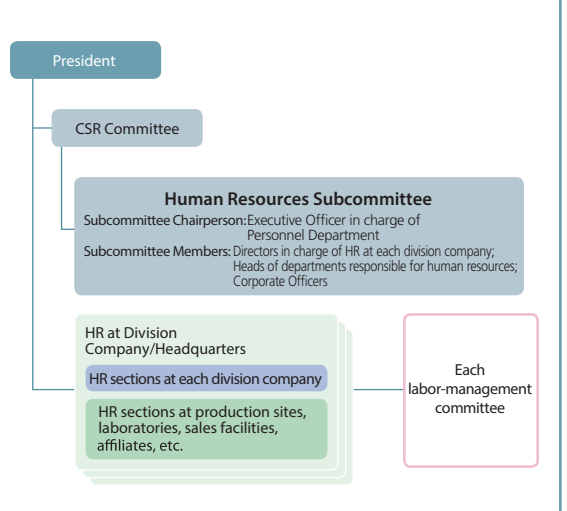 President
CSR Committee
Human Resources Subcommittee
Subcommittee Chairperson: Executive Officer in charge of
Personnel Department
Subcommittee Members: Directors in charge of HR at each division company;
Heads of departments responsible for human resources;
Corporate Officers
HR at Division
Company/Headquarters
HR sections at each division company
HR sections at production sites,
laboratories, sales facilities,
affiliates, etc.
Each
labor-management
committee